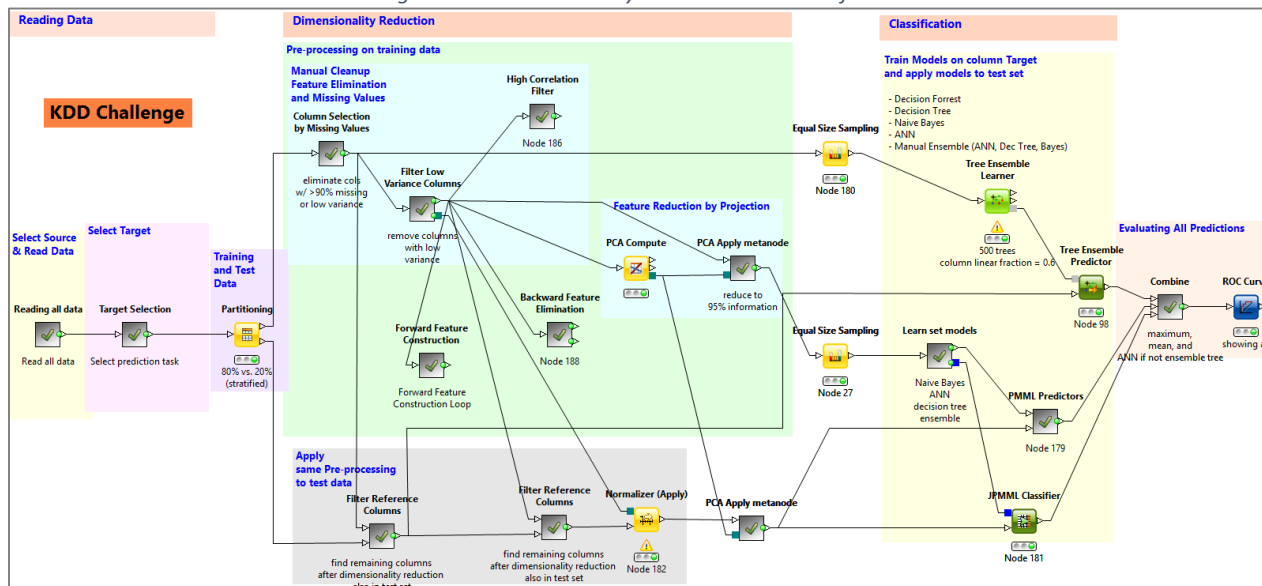 Reading Data
Dimensionality Reduction
Classification
KDD Challenge
Pre-processing on training data
Manual Cleanup
Feature Elimination
and Missing Values
Column Selection
by Missing Values
eliminate cols
w/ >90% missing
or low variance
High Correlation
Filter
Node 186
Filter Low
Variance Columns
remove columns
with low
variance
Feature Reduction by Projection
PCA Compute
PCA Apply metanode
reduce to
95% information
Backward Feature
Elimination
Node 188
Forward Feature
Construction
Forward Feature
Construction Loop
Select Source
& Read Data
Reading all data
Read all data
Select Target
Target Selection
Select prediction task
Training
and Test
Data
Partitioning
80% vs. 20%
(stratified)
Apply
same Pre-processing
to test data
Filter Reference
Columns
find remaining columns
after dimensionality reduction
also in test set
Filter Reference
Columns
find remaining columns
after dimensionality reduction
also in test set
Normalizer (Apply)
Node 182
PCA Apply metanode
Equal Size Sampling
Node 180
Equal Size Sampling
Node 27
Train Models on column Target
and apply models to test set
- Decision Forrest
- Decision Tree
- Naive Bayes
- ANN
- Manual Ensemble (ANN, Dec Tree, Bayes)
Tree Ensemble
Learner
500 trees
column linear fraction = 0.6
Tree Ensemble
Predictor
Node 98
Learn set models
Naive Bayes
ANN
decision tree
ensemble
PMML Predictors
Node 179
JPMML Classifier
Node 181
Evaluating All Predictions
Combine
maximum,
mean, and
ANN if not ensemble tree
ROC Curv
showing a